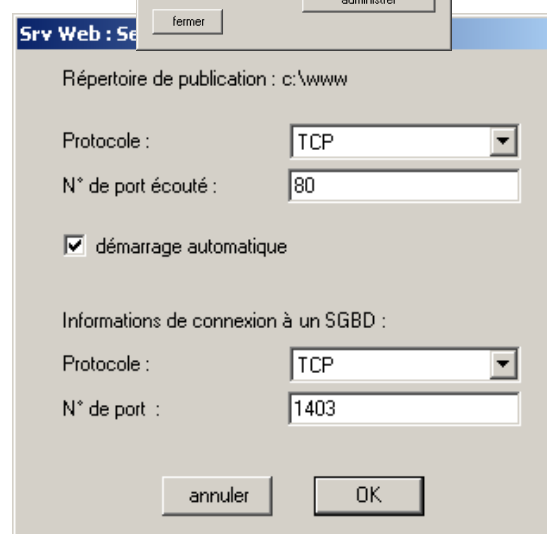 administrer
fermer
Srv Web : Se
Répertoire de publication : c:\www
Protocole : TCP
N° de port écouté : 80
démarrage automatique
Informations de connexion à un SGBD :
Protocole : TCP
N° de port : 1403
annuler OK